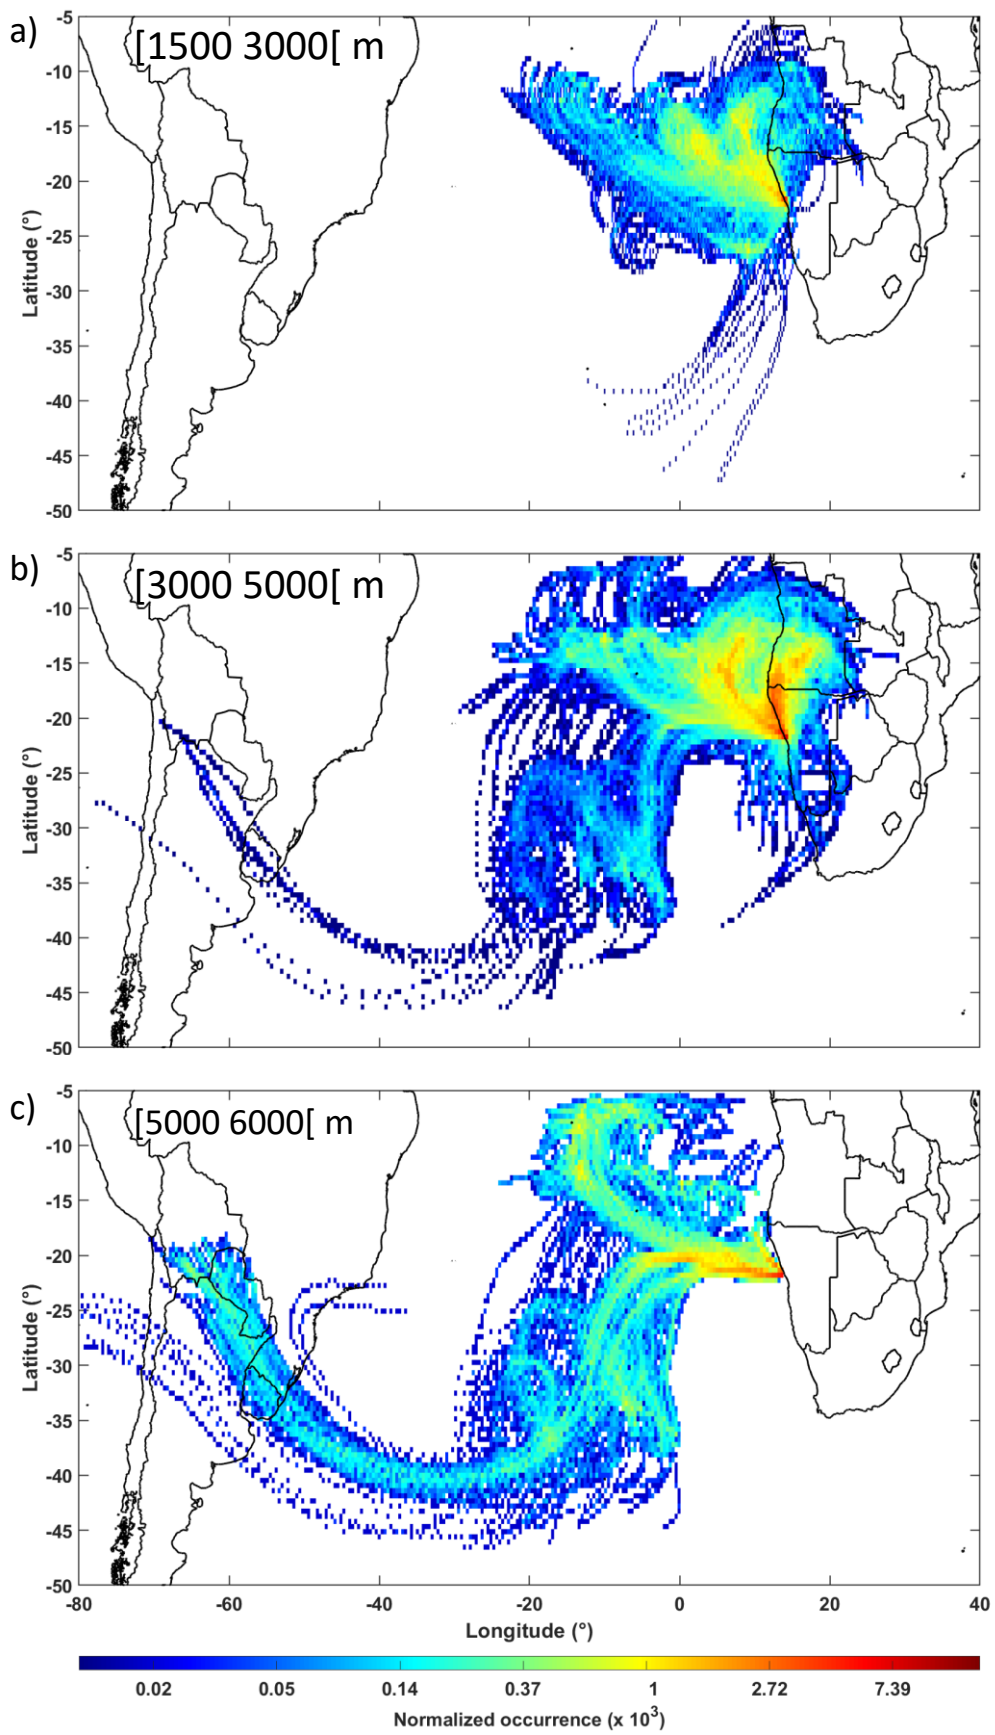 a)
[1500 3000[ m
-5
-10
-15
-20
-25
-30
-35
-40
-45
-50
Latitude (°)
b)
[3000 5000[ m
-5
-10
-15
-20
-25
-30
-35
-40
-45
-50
Latitude (°)
c)
[5000 6000[ m
-5
-10
-15
-20
-25
-30
-35
-40
-45
-50
Latitude (°)
-80 -60 -40 -20 0 20 40
Longitude (°)
0.02 0.05 0.14 0.37 1 2.72 7.39
Normalized occurrence (x 10³)